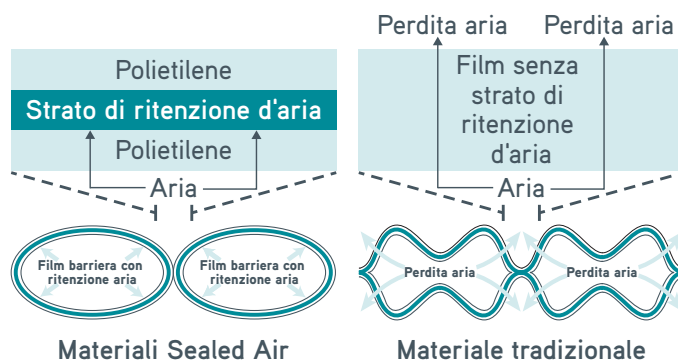 Polietilene
Strato di ritenzione d'aria
Polietilene
Aria
Film barriera con
ritenzione aria
Film barriera con
ritenzione aria
Materiali Sealed Air
Perdita aria
Perdita aria
Film senza
strato di
ritenzione
d'aria
Aria
Perdita aria
Perdita aria
Materiale tradizionale